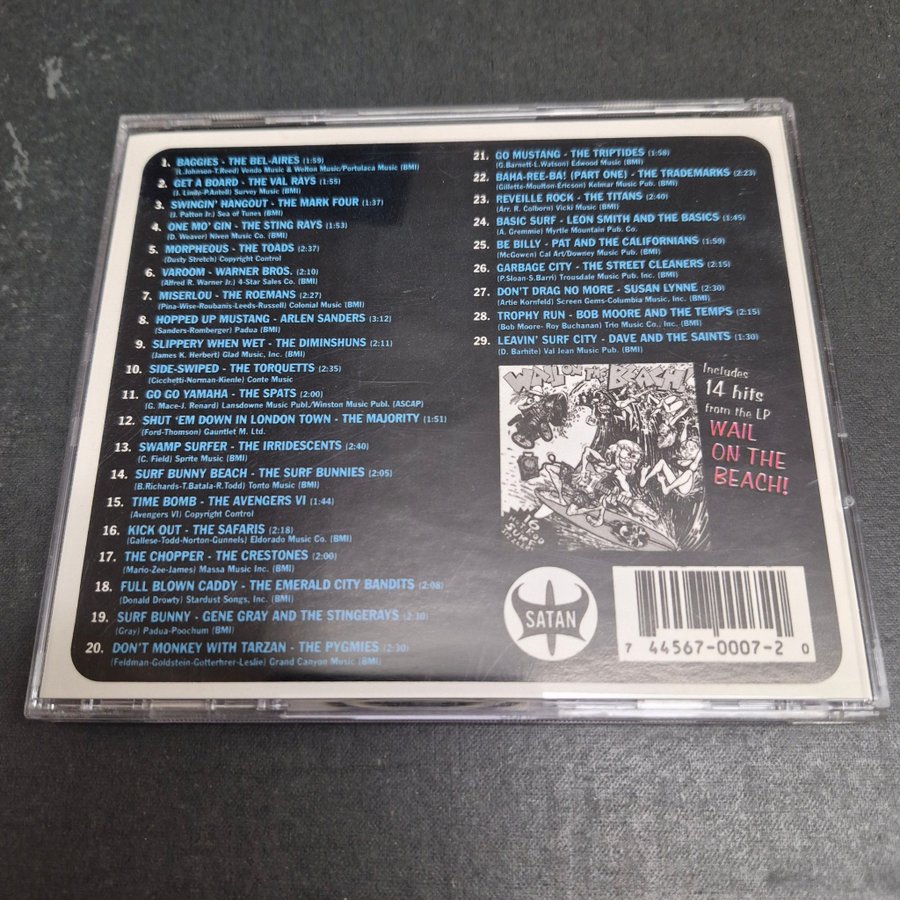 1. BAGGIES - THE BEL-AIRES (1:59)
(L.Johnson-T.Reed) Vendo Music & Welton Music/Portolaca Music (BMI)
2. GET A BOARD - THE VAL RAYS (1:55)
Survey Music (BMI)
3. SWINGIN' HANGOUT - THE MARK FOUR (1:37)
(J. Patton Jr.) Sea of Tunes (BMI)
4. ONE MO' GIN - THE STING RAYS (1:53)
(D. Weaver) Niven Music Co. (BMI)
5. MORPHEOUS - THE TOADS (2:37)
(Dusty Stretch) Copyright Control
6. VAROOM - WARNER BROS. (2:10)
(Alfred R. Warner Jr.) 4-Star Sales Co. (BMI)
7. MISERLOU - THE ROEMANS (2:27)
(Pina-Wise-Roubanis-Leeds-Russell) Colonial Music (BMI)
8. HOPPED UP MUSTANG - ARLEN SANDERS (3:12)
(Sanders-Romberger) Padua (BMI)
9. SLIPPERY WHEN WET - THE DIMINSHUNS (2:11)
(James K. Herbert) Glad Music, Inc. (BMI)
10. SIDE-SWIPED - THE TORQUETTS (2:35)
(Cicchetti-Norman-Kienle) Conte Music
11. GO GO YAMAHA - THE SPATS (2:00)
(G. Mace-J. Renard) Lansdowne Music Publ./Winston Music Publ. (ASCAP)
12. SHUT 'EM DOWN IN LONDON TOWN - THE MAJORITY (1:51)
(Ford-Thomson) Gauntlet M. Ltd.
13. SWAMP SURFER - THE IRRIDESCENTS (2:40)
(C. Field) Sprite Music (BMI)
14. SURF BUNNY BEACH - THE SURF BUNNIES (2:05)
(B.Richards-T.Batala-R.Todd) Tonto Music (BMI)
15. TIME BOMB - THE AVENGERS VI (1:44)
(Avengers VI) Copyright Control
16. KICK OUT - THE SAFARIS (2:18)
(Gallese-Todd-Norton-Gunnels) Eldorado Music Co. (BMI)
17. THE CHOPPER - THE CRESTONES (2:00)
(Mario-Zee-James) Massa Music Inc. (BMI)
18. FULL BLOWN CADDY - THE EMERALD CITY BANDITS (2:08)
(Donald Drowty) Stardust Songs, Inc. (BMI)
19. SURF BUNNY - GENE GRAY AND THE STINGERAYS (2:10)
(Gray) Padua-Poochum (BMI)
20. DON'T MONKEY WITH TARZAN - THE PYGMIES (2:30)
(Feldman-Goldstein-Gotterhrer-Leslie) Grand Canyon Music (BMI)
21. GO MUSTANG - THE TRIPTIDES (1:58)
(G.Barnett-L.Watson) Edwood Music (BMI)
22. BAHA-REE-BA! (PART ONE) - THE TRADEMARKS (2:23)
(Gillette-Moulton-Ericson) Kelmar Music Pub. (BMI)
23. REVEILLE ROCK - THE TITANS (2:40)
(Arr. R. Colborn) Vicki Music (BMI)
24. BASIC SURF - LEON SMITH AND THE BASICS (1:45)
(A. Gremmie) Myrtle Mountain Pub. Co.
25. BE BILLY - PAT AND THE CALIFORNIANS (1:59)
(McGowen) Cal Art/Downey Music Pub. (BMI)
26. GARBAGE CITY - THE STREET CLEANERS (2:15)
(P.Sloan-S.Barri) Trousdale Music Pub. Inc. (BMI)
27. DON'T DRAG NO MORE - SUSAN LYNNE (2:30)
(Artie Kornfeld) Screen Gems-Columbia Music, Inc. (BMI)
28. TROPHY RUN - BOB MOORE AND THE TEMPS (2:15)
(Bob Moore- Roy Buchanan) Trio Music Co., Inc. (BMI)
29. LEAVIN' SURF CITY - DAVE AND THE SAINTS (1:30)
(D. Barhite) Val Jean Music Pub. (BMI)
WAIL ON THE BEACH!
Includes
14 hits
from the LP
WAIL
ON THE
BEACH!
SATAN
7 44567-0007-2 0